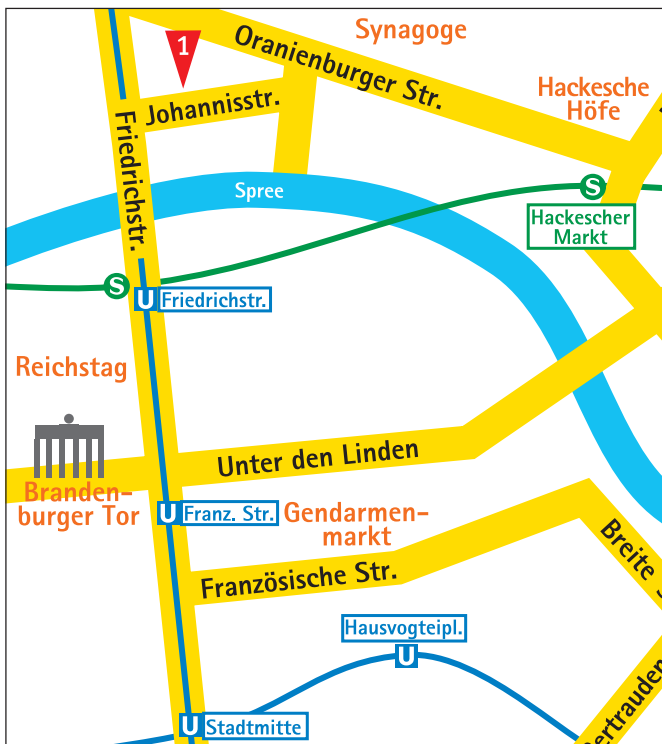 Synagoge
1
Oranienburger Str.
Hackesche
Höfe
Johannisstr.
Friedrichstr.
Spree
S
Hackescher
Markt
S
U Friedrichstr.
Reichstag
Unter den Linden
Branden-
burger Tor
U Franz. Str.
Gendarmen-
markt
Breite
Französische Str.
Hausvogteipl.
U
ertrauden
U Stadtmitte